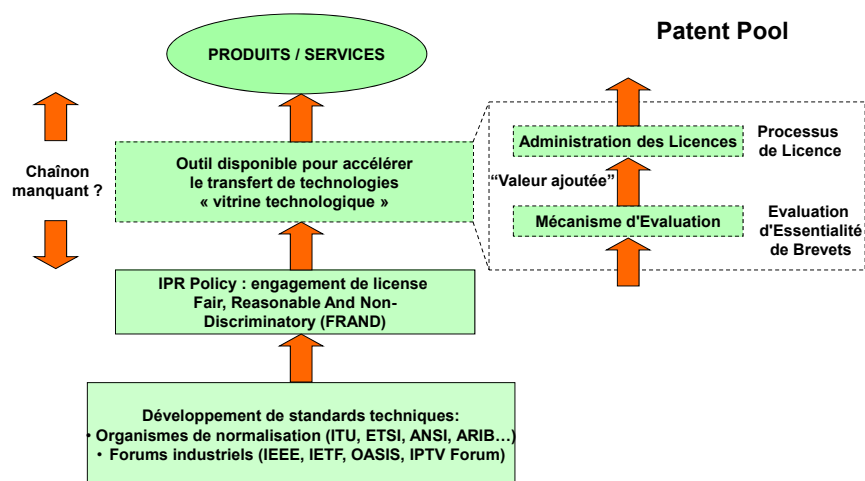 Patent Pool
PRODUITS / SERVICES
Chaînon
manquant ?
Outil disponible pour accélérer
le transfert de technologies
« vitrine technologique »
Administration des Licences
Processus
de Licence
“Valeur ajoutée”
Mécanisme d'Evaluation
Evaluation
d'Essentialité
de Brevets
IPR Policy : engagement de license
Fair, Reasonable And Non-
Discriminatory (FRAND)
Développement de standards techniques:
• Organismes de normalisation (ITU, ETSI, ANSI, ARIB…)
• Forums industriels (IEEE, IETF, OASIS, IPTV Forum)